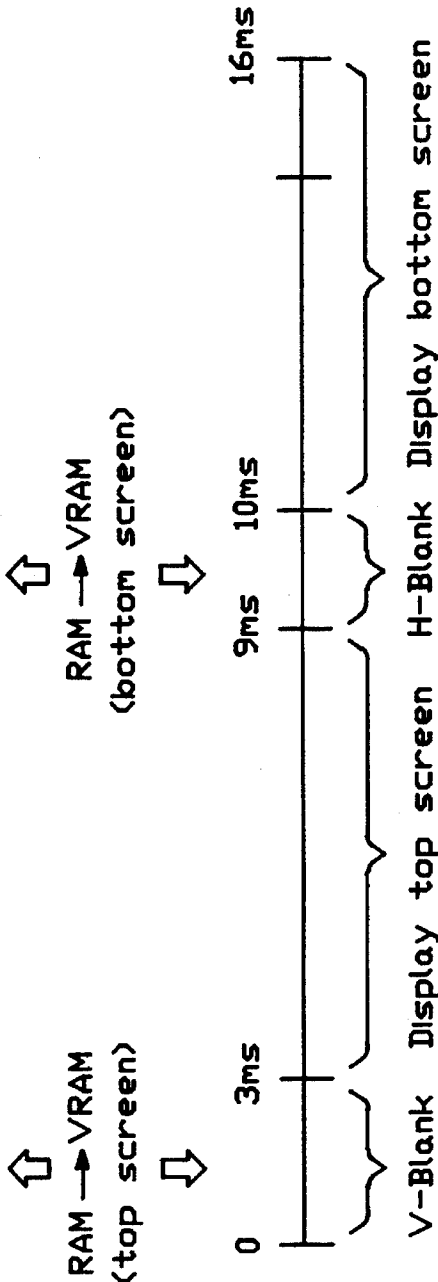 RAM → VRAM
(top screen)
RAM → VRAM
(bottom screen)
0
3ms
9ms
10ms
16ms
V-Blank
Display top screen
H-Blank
Display bottom screen